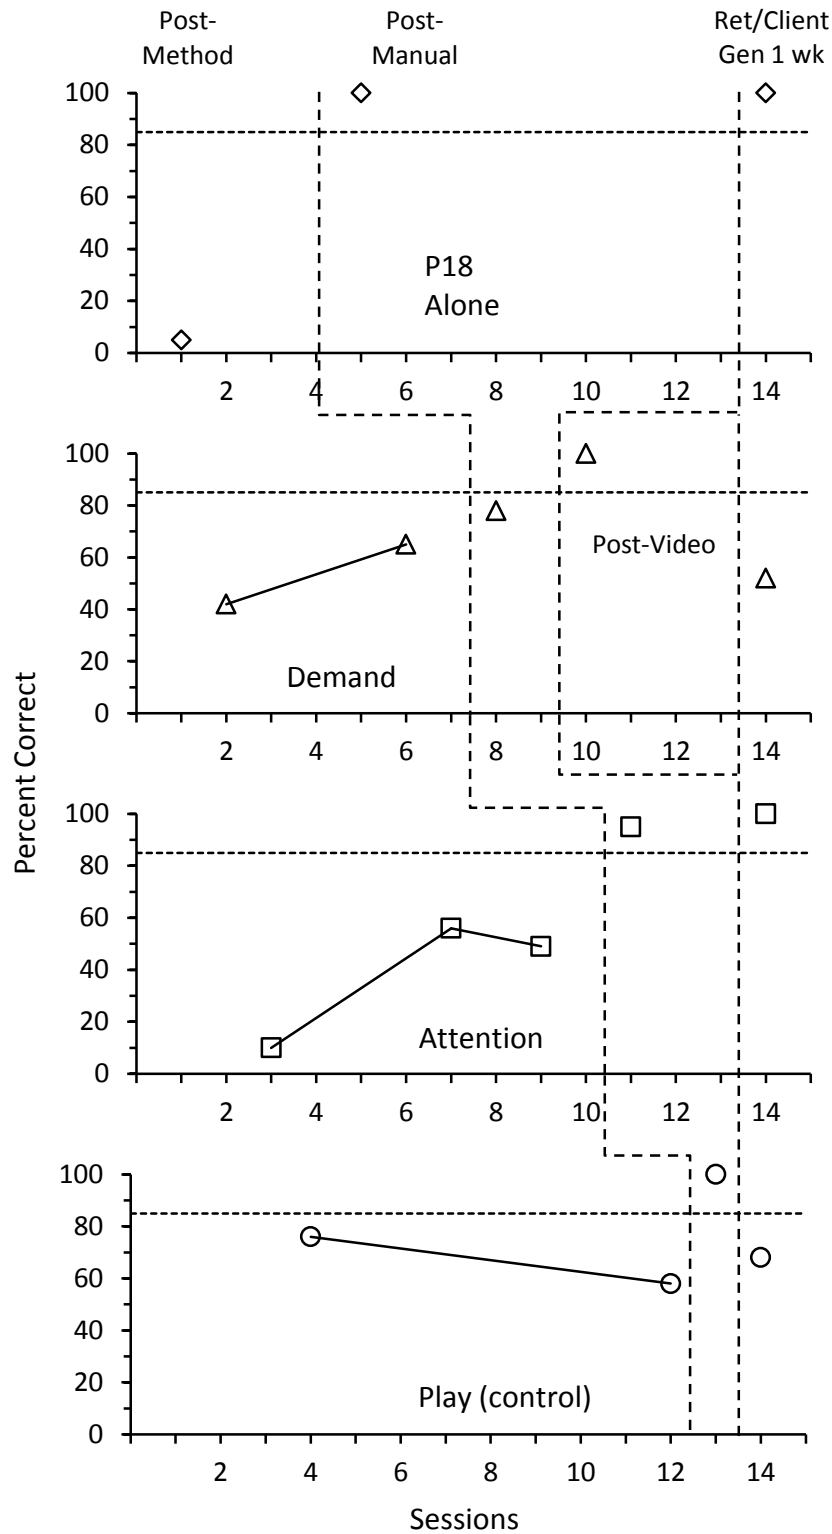 Post-
Method
Post-
Manual
Ret/Client
Gen 1 wk
100
80
60
40
20
0
P18
Alone
2 4 6 8 10 12 14
100
80
60
40
20
0
Post-Video
Demand
2 4 6 8 10 12 14
Percent Correct
100
80
60
40
20
0
Attention
2 4 6 8 10 12 14
100
80
60
40
20
0
Play (control)
2 4 6 8 10 12 14
Sessions